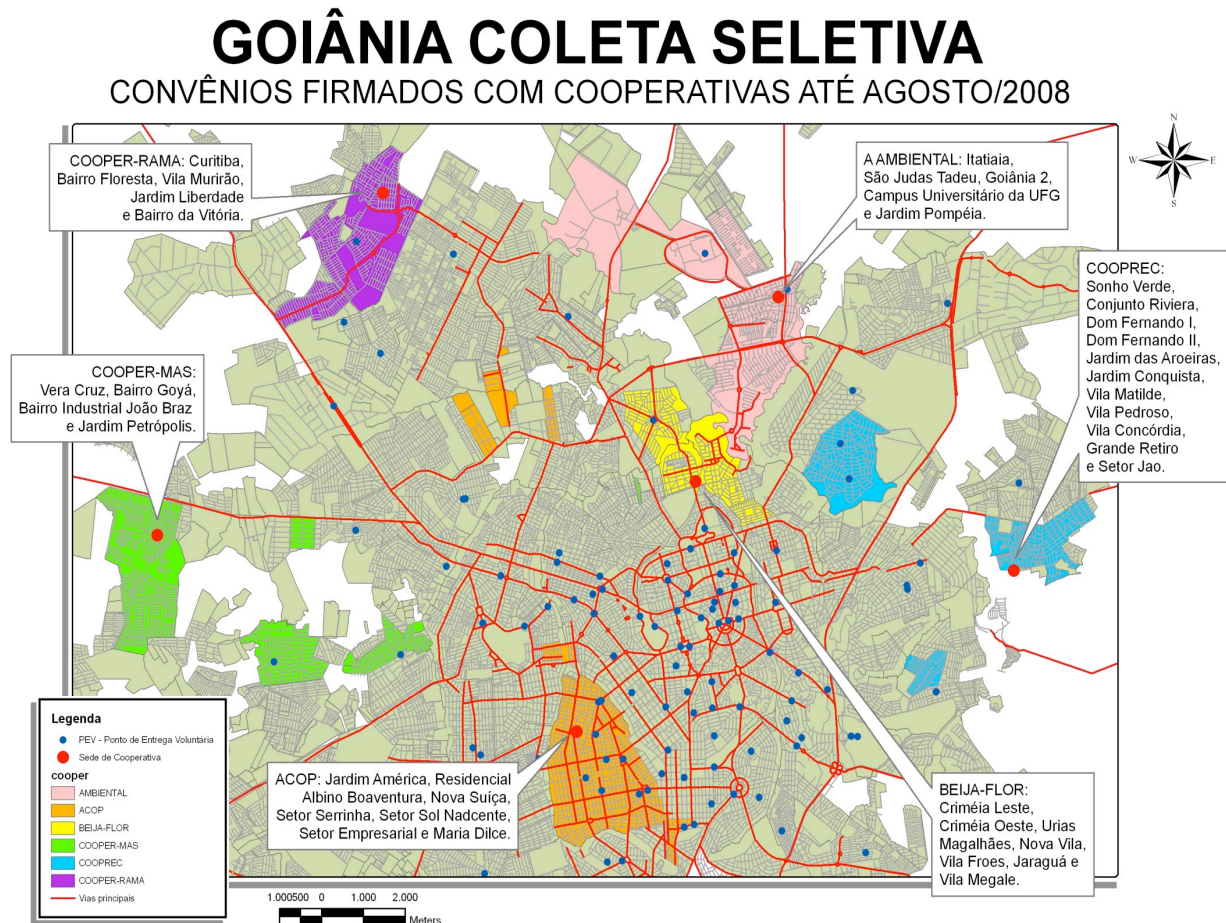 GOIÂNIA COLETA SELETIVA
CONVÊNIOS FIRMADOS COM COOPERATIVAS ATÉ AGOSTO/2008
COOPER-RAMA: Curitiba,
Bairro Floresta, Vila Murirão,
Jardim Liberdade
e Bairro da Vitória.
A AMBIENTAL: Itatiaia,
São Judas Tadeu, Goiânia 2,
Campus Universitário da UFG
e Jardim Pompéia.
N
W
E
S
COOPREC:
Sonho Verde,
Conjunto Riviera,
Dom Fernando I,
Dom Fernando II,
Jardim das Aroeiras,
Jardim Conquista,
Vila Matilde,
Vila Pedroso,
Vila Concórdia,
Grande Retiro
e Setor Jao.
COOPER-MAS:
Vera Cruz, Bairro Goyá,
Bairro Industrial João Braz
e Jardim Petrópolis.
Legenda
PEV - Ponto de Entrega Voluntária
Sede de Cooperativa
cooper
AMBIENTAL
ACOP
BEIJA-FLOR
COOPER-MAS
COOPREC
COOPER-RAMA
Vias principais
ACOP: Jardim América, Residencial
Albino Boaventura, Nova Suíça,
Setor Serrinha, Setor Sol Nadcente,
Setor Empresarial e Maria Dilce.
BEIJA-FLOR:
Criméia Leste,
Criméia Oeste, Urias
Magalhães, Nova Vila,
Vila Froes, Jaraguá e
Vila Megale.
1.000500 0 1.000 2.000
Meters